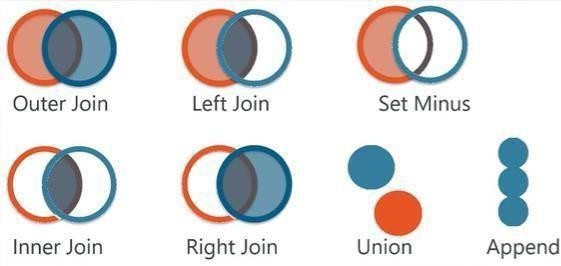 Outer Join
Left Join
Set Minus
Inner Join
Right Join
Union
Append